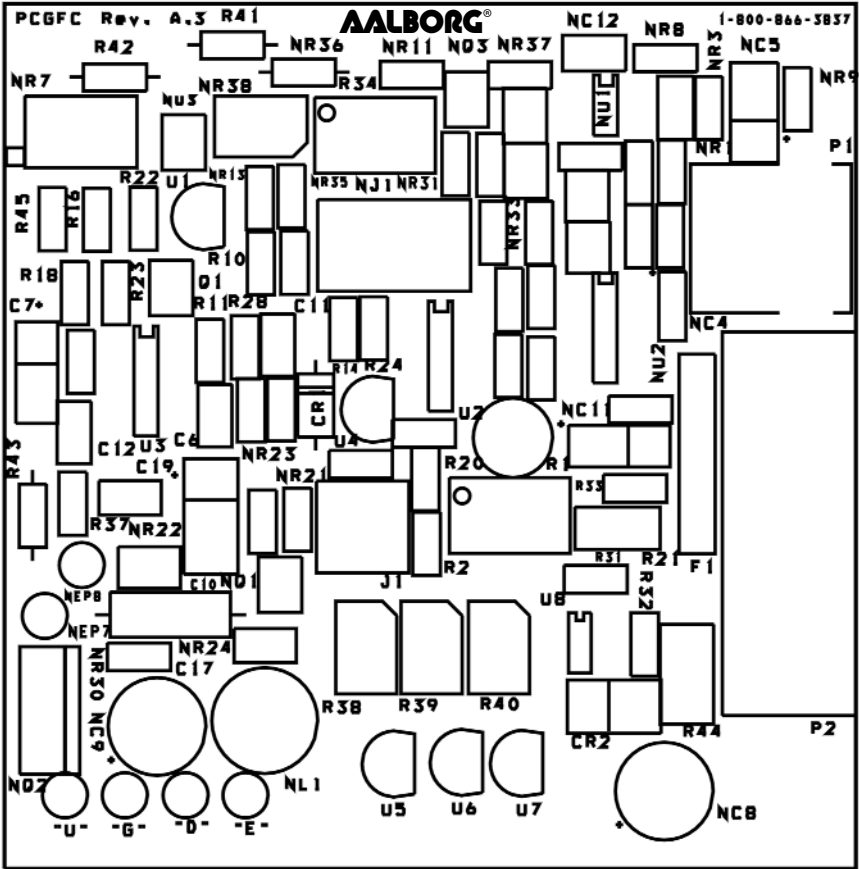 PCGFC Rev. A.3
R41
AALBORG®
1-800-866-3837
R42
NR36
NR11
NQ3
NR37
NC12
NR8
NR3
NC5
NR7
NU3
NR38
R34
NU1
NR9
NR1
P1
R22
U1
NR13
NR35
NJ1
NR31
R45
R16
NR33
R10
R18
R23
Q1
C7+
R11
R28
C11
NC4
R14
R24
NU2
CR1
U2
NC11
R43
C12
U3
C6
NR23
U4
C19
NR21
R20
R1
R33
R37
NR22
C10
NQ1
J1
R2
R31
R21
F1
NEP8
U8
R32
NEP7
NR24
NR30
C17
NC9
R38
R39
R40
CR2
R44
P2
NQ2
NL1
U5
U6
U7
NC8
-U-
-G-
-D-
-E-